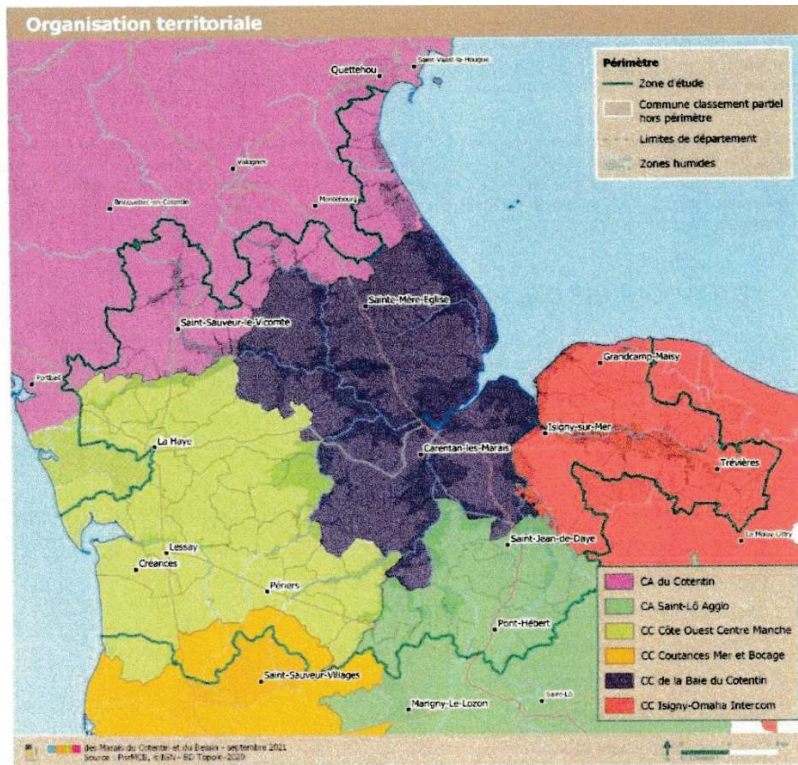 Organisation territoriale
Saint-Vaast-la-Hougue
Quettehou
Périmètre
Zone d'étude
Commune classement partiel
hors périmètre
Limites de département
Zones humides
Valognes
Bricquebec-en-Cotentin
Montebourg
Sainte-Mère-Eglise
Saint-Sauveur-le-Vicomte
Grandcamp-Maisy
Portbail
Isigny-sur-Mer
La Haye
Carentan-les-Marais
Trévières
Saint-Jean-de-Daye
Lessay
Créances
CA du Cotentin
Périers
CA Saint-Lô Agglo
CC Côte Ouest Centre Manche
Pont-Hébert
CC Coutances Mer et Bocage
Saint-Sauveur-Villages
CC de la Baie du Cotentin
Saint-Lô
Marigny-Le-Lozon
CC Isigny-Omaha Intercom
des Marais du Cotentin et du Bessin - septembre 2021